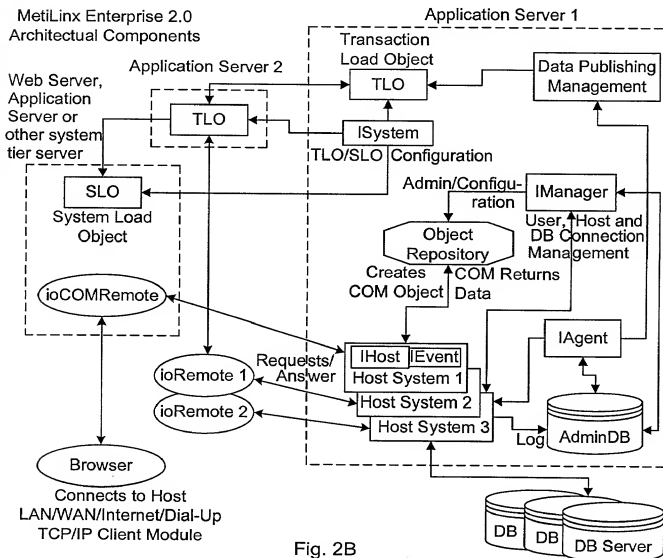 MetiLinx Enterprise 2.0
Architectual Components
Application Server 1
Transaction
Load Object
TLO
Data Publishing
Management
Application Server 2
TLO
Web Server,
Application
Server or
other system
tier server
ISystem
TLO/SLO Configuration
SLO
System Load
Object
Admin/Configu-
ration
IManager
User, Host and
DB Connection
Management
Object
Repository
Creates
COM Object
COM Returns
Data
ioCOMRemote
IHost
IEvent
Host System 1
Host System 2
Host System 3
IAgent
Requests/
Answer
ioRemote 1
ioRemote 2
Log
AdminDB
Browser
Connects to Host
LAN/WAN/Internet/Dial-Up
TCP/IP Client Module
DB
DB
DB Server
Fig. 2B